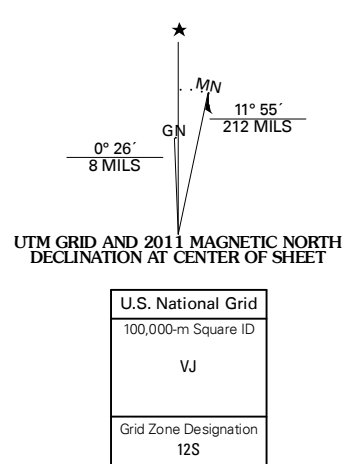 MN
GN
11° 55´
212 MILS
0° 26´
8 MILS
UTM GRID AND 2011 MAGNETIC NORTH
DECLINATION AT CENTER OF SHEET
U.S. National Grid
100,000-m Square ID
VJ
Grid Zone Designation
12S